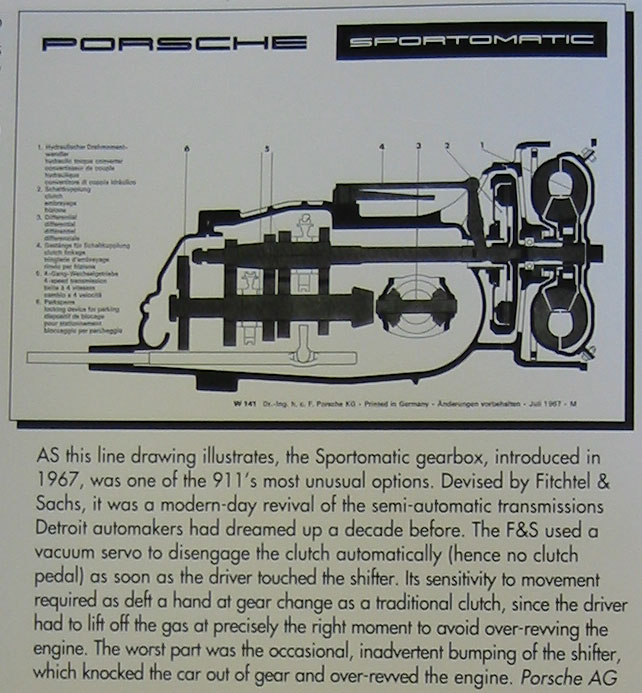 PORSCHE
SPORTOMATIC
6
5
4
3
2
1
1. Hydraulischer Drehmoment-
wandler
hydraulic torque converter
convertisseur de couple
hydraulique
convertitore di coppia idraulico
2. Schaltkupplung
clutch
embrayage
frizione
3. Differential
differential
différentiel
differenziale
4. Gestänge für Schaltkupplung
clutch linkage
tringlerie d'embrayage
rinvio per frizione
5. 4-Gang-Wechselgetriebe
4-speed transmission
boîte à 4 vitesses
cambio a 4 velocità
6. Parksperre
locking device for parking
dispositif de blocage
pour stationnement
bloccaggio per parcheggio
W 141 Dr.-Ing. h. c. F. Porsche KG - Printed in Germany - Änderungen vorbehalten - Juli 1967 - M
AS this line drawing illustrates, the Sportomatic gearbox, introduced in
1967, was one of the 911's most unusual options. Devised by Fitchtel &
Sachs, it was a modern-day revival of the semi-automatic transmissions
Detroit automakers had dreamed up a decade before. The F&S used a
vacuum servo to disengage the clutch automatically (hence no clutch
pedal) as soon as the driver touched the shifter. Its sensitivity to movement
required as deft a hand at gear change as a traditional clutch, since the driver
had to lift off the gas at precisely the right moment to avoid over-revving the
engine. The worst part was the occasional, inadvertent bumping of the shifter,
which knocked the car out of gear and over-revved the engine. Porsche AG